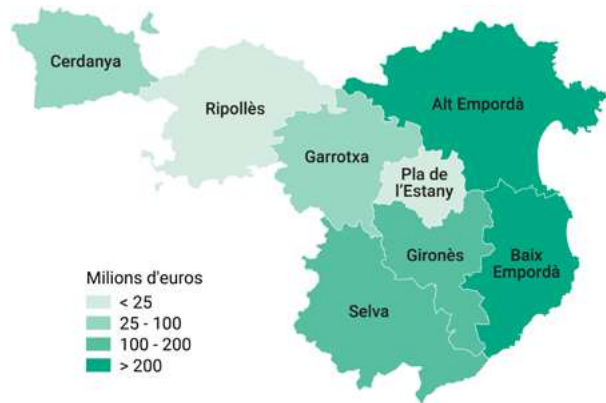 Cerdanya
Ripollès
Alt Empordà
Garrotxa
Pla de
l'Estany
Gironès
Baix
Empordà
Selva
Milions d'euros
< 25
25 - 100
100 - 200
> 200